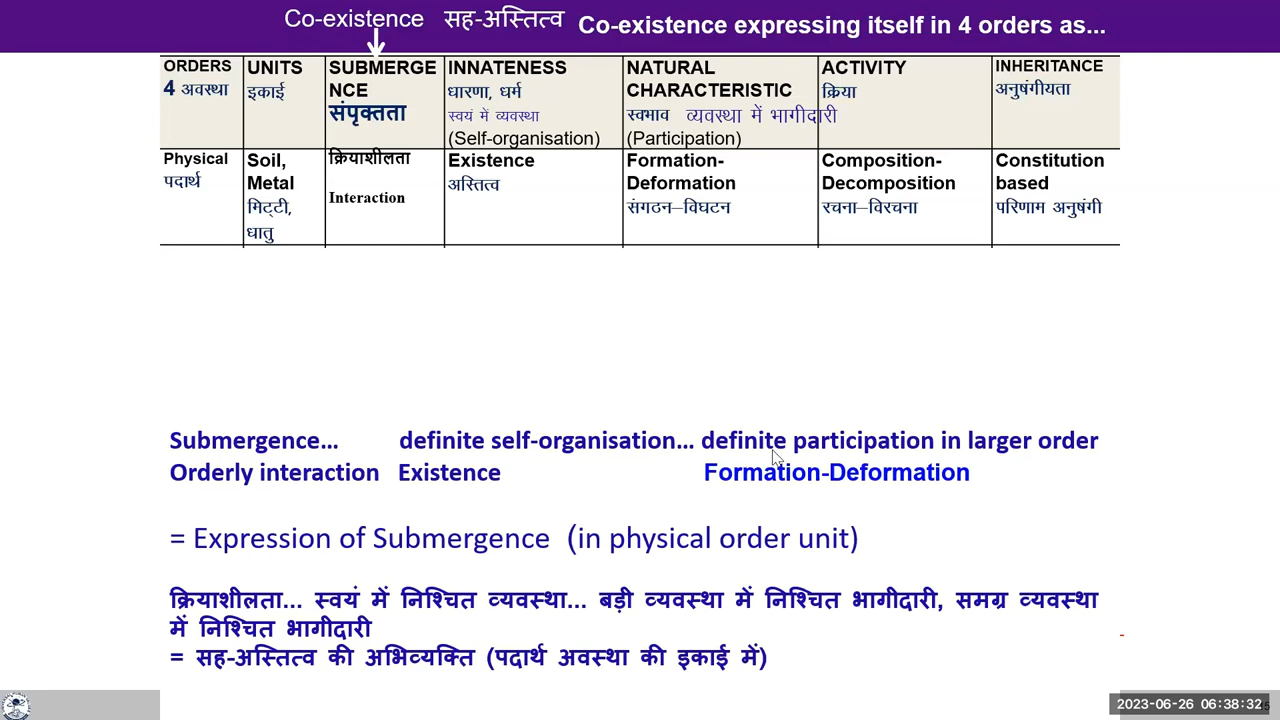 Co-existence सह-अस्तित्व Co-existence expressing itself in 4 orders as...
ORDERS UNITS SUBMERGE INNATENESS NATURAL ACTIVITY INHERITANCE
4 अवस्था इकाई NCE धारणा, धर्म CHARACTERISTIC क्रिया अनुषंगीयता
संपृक्तता स्वयं में व्यवस्था स्वभाव व्यवस्था में भागीदारी
(Self-organisation) (Participation)
Physical Soil, क्रियाशीलता Existence Formation- Composition- Constitution
पदार्थ Metal अस्तित्व Deformation Decomposition based
मिट्टी, Interaction संगठन–विघटन रचना–विरचना परिणाम अनुषंगी
धातु
Submergence... definite self-organisation... definite participation in larger order
Orderly interaction Existence Formation-Deformation
= Expression of Submergence (in physical order unit)
क्रियाशीलता... स्वयं में निश्चित व्यवस्था... बड़ी व्यवस्था में निश्चित भागीदारी, समग्र व्यवस्था
में निश्चित भागीदारी
= सह-अस्तित्व की अभिव्यक्ति (पदार्थ अवस्था की इकाई में)
2023-06-26 06:38:32